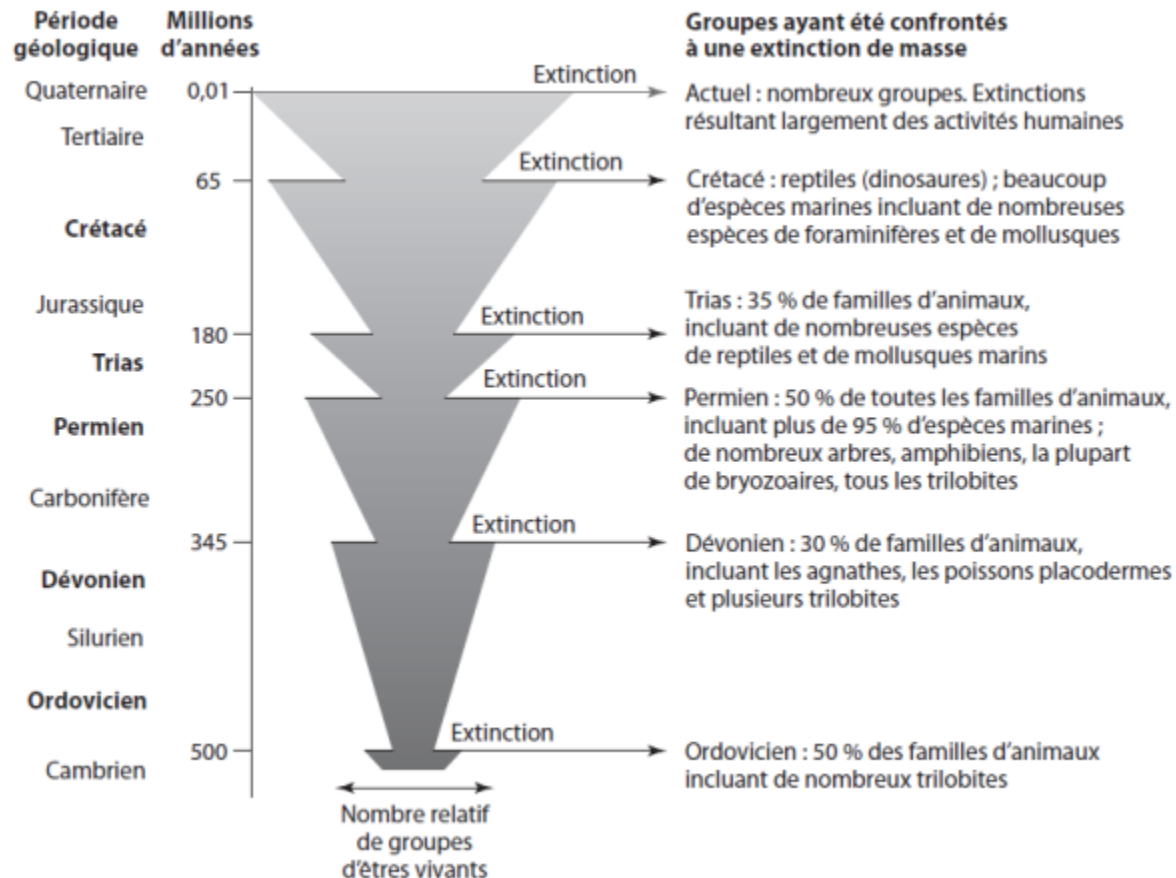 Période
géologique
Millions
d'années
Groupes ayant été confrontés
à une extinction de masse
Quaternaire
0,01
Extinction
Actuel : nombreux groupes. Extinctions
résultant largement des activités humaines
Tertiaire
65
Extinction
Crétacé : reptiles (dinosaures) ; beaucoup
d'espèces marines incluant de nombreuses
espèces de foraminifères et de mollusques
Crétacé
Jurassique
180
Extinction
Trias : 35 % de familles d'animaux,
incluant de nombreuses espèces
de reptiles et de mollusques marins
Trias
250
Extinction
Permien : 50 % de toutes les familles d'animaux,
incluant plus de 95 % d'espèces marines ;
de nombreux arbres, amphibiens, la plupart
de bryozoaires, tous les trilobites
Permien
Carbonifère
345
Extinction
Dévonien : 30 % de familles d'animaux,
incluant les agnathes, les poissons placodermes
et plusieurs trilobites
Dévonien
Silurien
Ordovicien
500
Extinction
Ordovicien : 50 % des familles d'animaux
incluant de nombreux trilobites
Cambrien
Nombre relatif
de groupes
d'êtres vivants